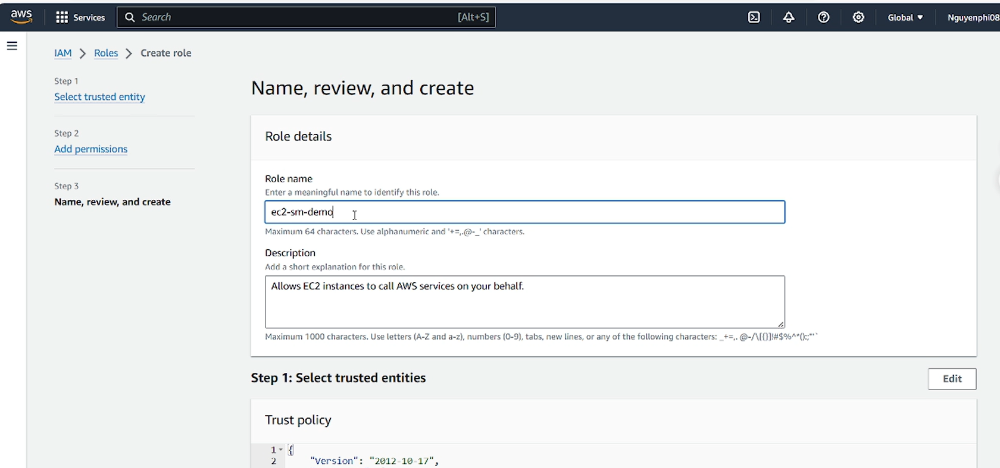 aws Services Search [Alt+S] Global Nguyenphi08
IAM > Roles > Create role
Step 1
Select trusted entity
Step 2
Add permissions
Step 3
Name, review, and create
Name, review, and create
Role details
Role name
Enter a meaningful name to identify this role.
ec2-sm-demo
Maximum 64 characters. Use alphanumeric and '+=,.@-_' characters.
Description
Add a short explanation for this role.
Allows EC2 instances to call AWS services on your behalf.
Maximum 1000 characters. Use letters (A-Z and a-z), numbers (0-9), tabs, new lines, or any of the following characters: _+=,. @-/\[{}]!#$%^*();:"'`
Step 1: Select trusted entities
Edit
Trust policy
1 {
2 "Version": "2012-10-17",